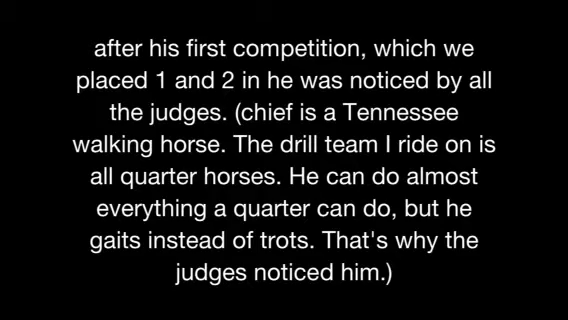 after his first competition, which we
placed 1 and 2 in he was noticed by all
the judges. (chief is a Tennessee
walking horse. The drill team I ride on is
all quarter horses. He can do almost
everything a quarter can do, but he
gaits instead of trots. That's why the
judges noticed him.)